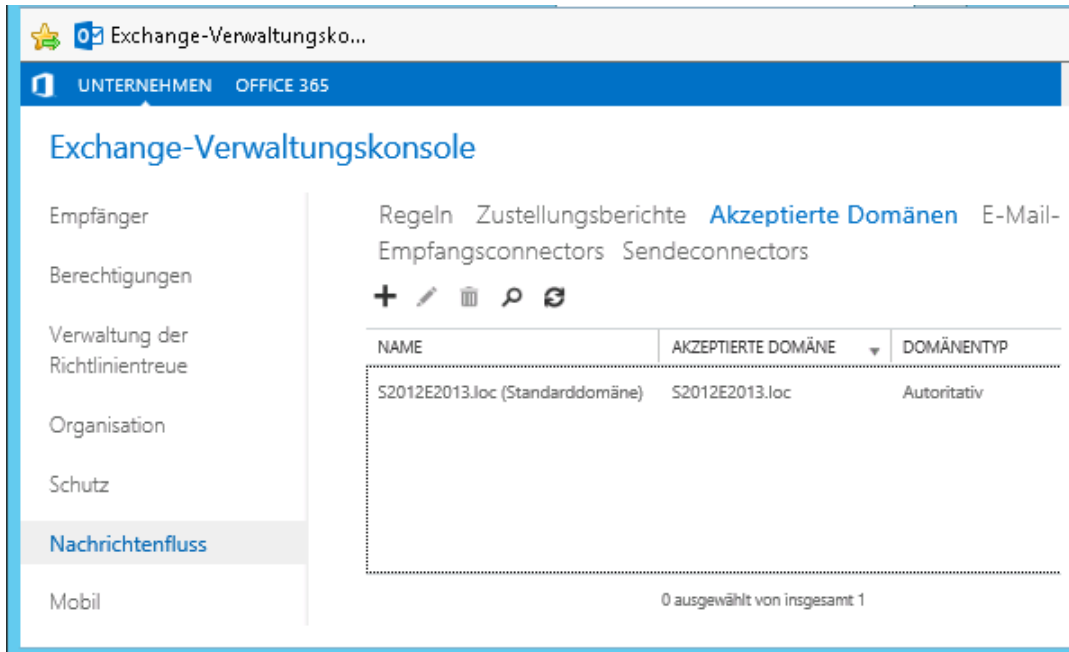 Exchange-Verwaltungsko...
UNTERNEHMEN OFFICE 365
Exchange-Verwaltungskonsole
Empfänger
Berechtigungen
Verwaltung der
Richtlinientreue
Organisation
Schutz
Nachrichtenfluss
Mobil
Regeln Zustellungsberichte Akzeptierte Domänen E-Mail-
Empfangsconnectors Sendeconnectors
NAME AKZEPTIERTE DOMÄNE DOMÄNENTYP
S2012E2013.loc (Standarddomäne) S2012E2013.loc Autoritativ
0 ausgewählt von insgesamt 1